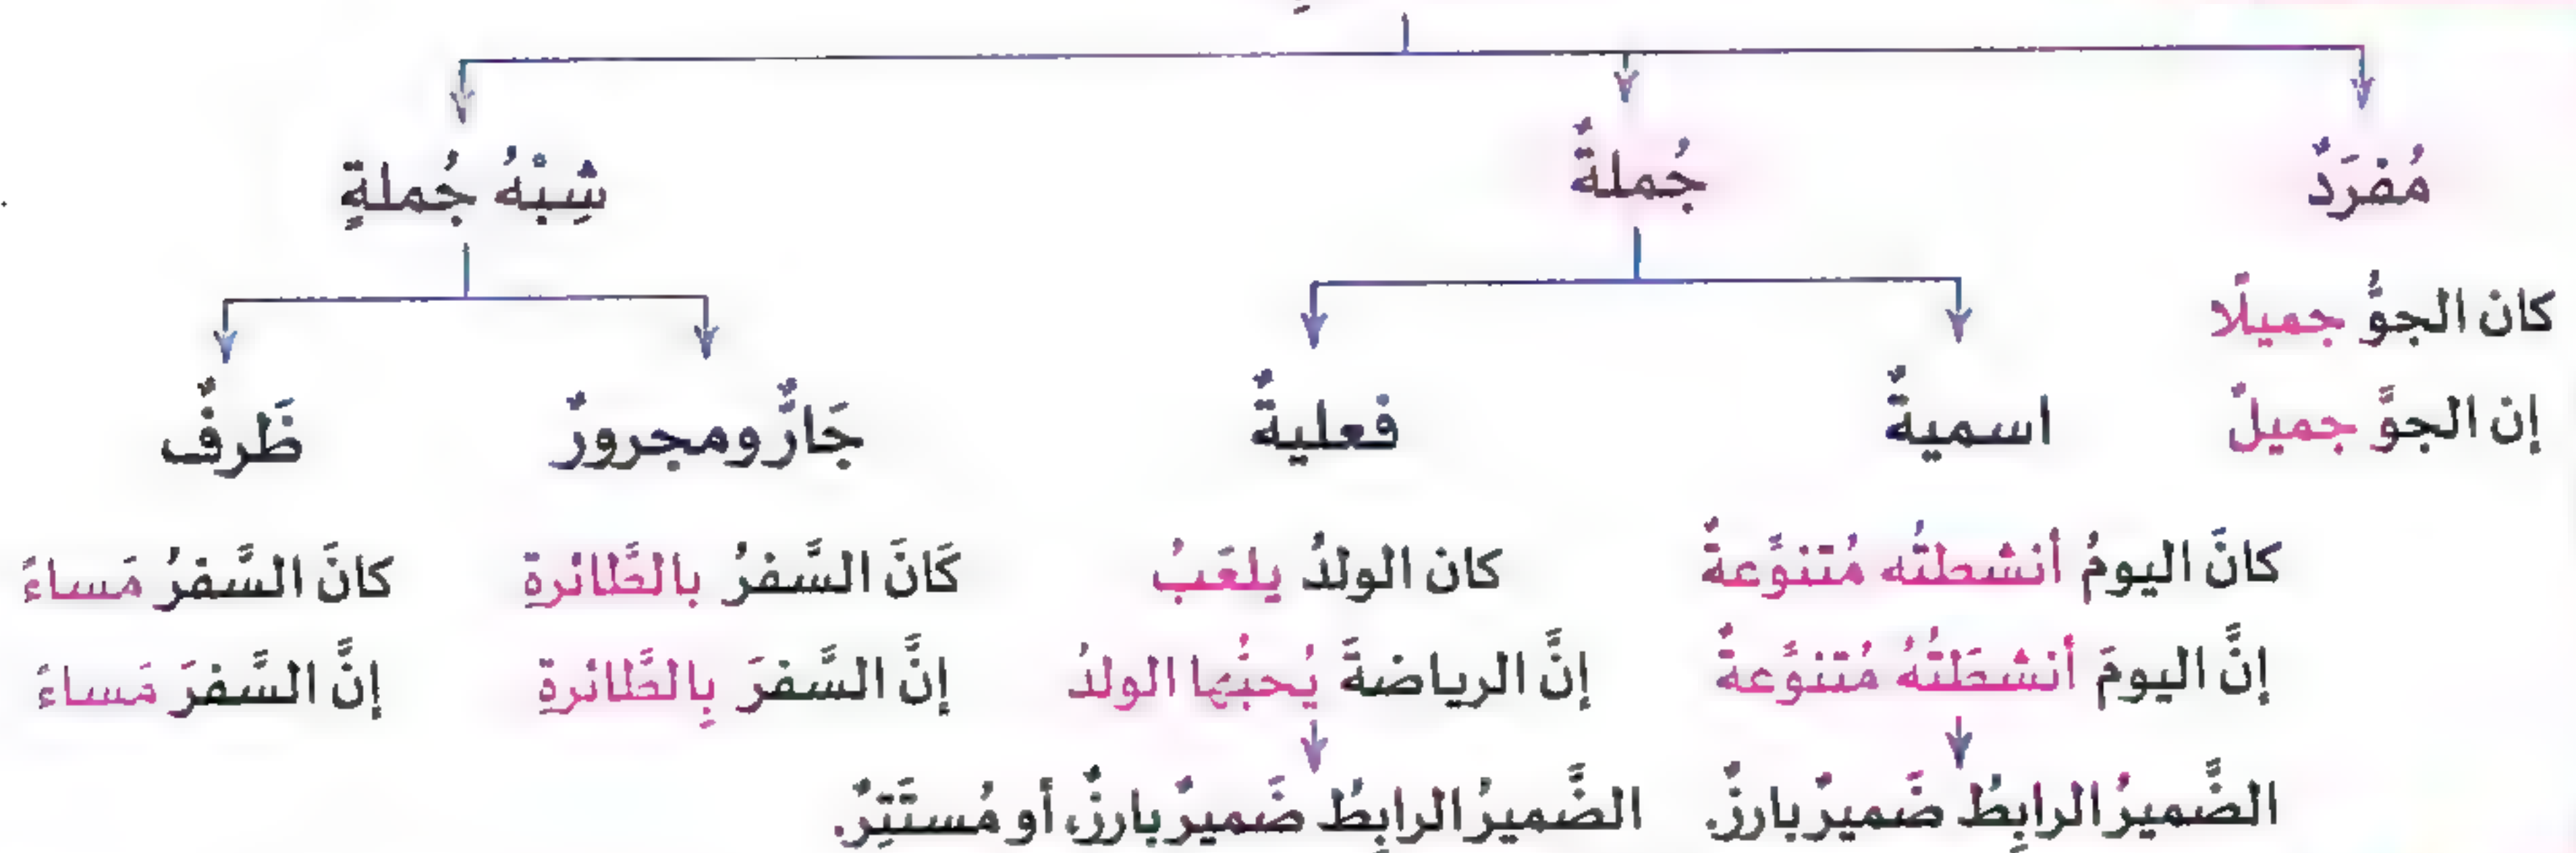 مُفرَدٌ
كان الجوُّ جميلًا
إن الجوَّ جميلٌ
جُملةٌ
اسميةٌ
كانَ اليومُ أنشطتُه مُتنوِّعةً
إنَّ اليومَ أنشطَتُهُ مُتنوِّعةٌ
الضَّميرُ الرابِطُ ضَميرٌ بارزٌ.
فعليةٌ
كان الولدُ يلعَبُ
إنَّ الرياضةَ يُحبُّها الولدُ
الضَّميرُ الرابِطُ ضَميرٌ بارزٌ، أو مُستَتِرٌ.
شِبْهُ جُملةٍ
جَارٌّ ومجرورٌ
كَانَ السَّفرُ بالطَّائرةِ
إنَّ السَّفرَ بِالطَّائرةِ
ظَرفٌ
كانَ السَّفرُ مَساءً
إنَّ السَّفرَ مَساءً